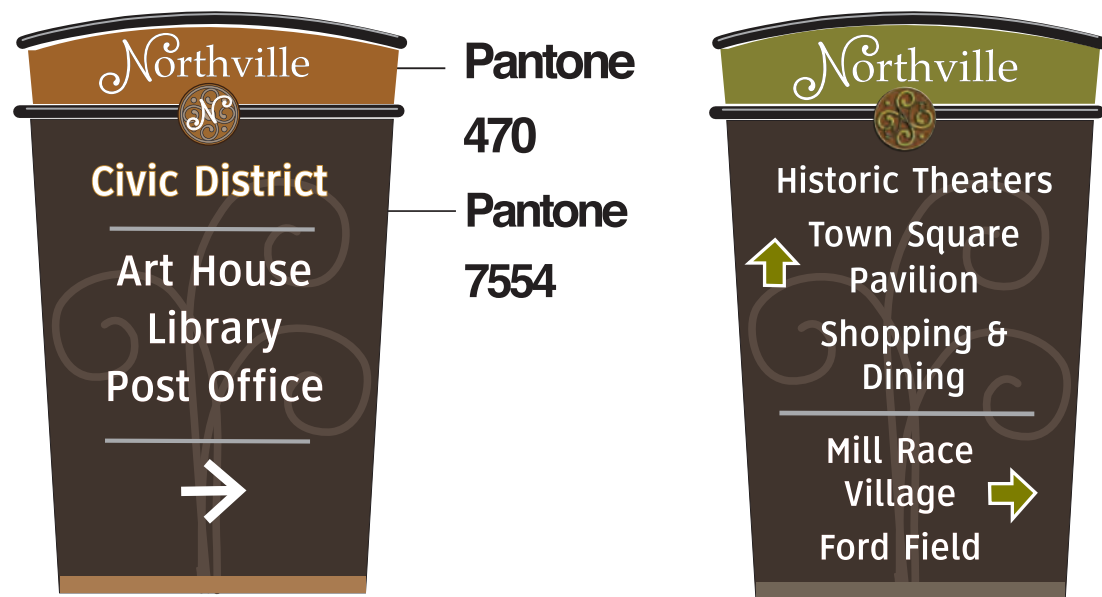 Northville
N
Civic District
Art House
Library
Post Office
Pantone
470
Pantone
7554
Northville
N
Historic Theaters
Town Square
Pavilion
Shopping &
Dining
Mill Race
Village
Ford Field